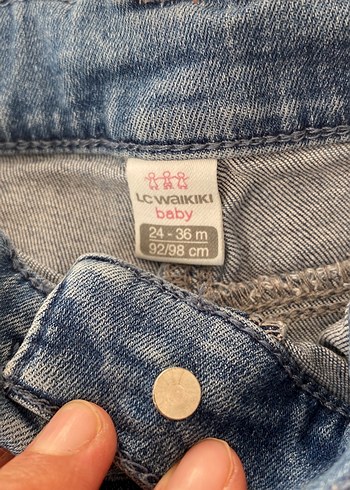 LC WAIKIKI
baby
24 - 36 m
92/98 cm